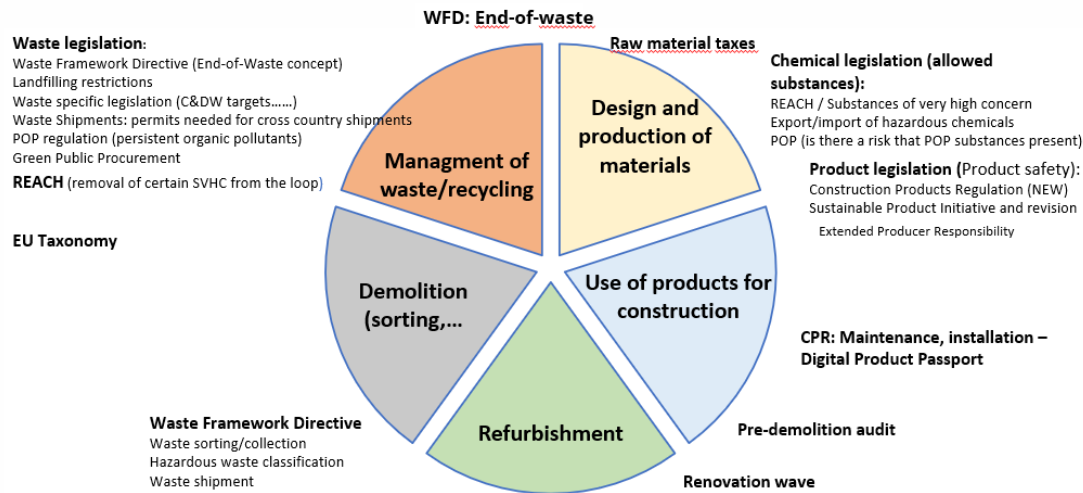 WFD: End-of-waste
Waste legislation:
Waste Framework Directive (End-of-Waste concept)
Landfilling restrictions
Waste specific legislation (C&DW targets……)
Waste Shipments: permits needed for cross country shipments
POP regulation (persistent organic pollutants)
Green Public Procurement
REACH (removal of certain SVHC from the loop)
EU Taxonomy
Raw material taxes
Chemical legislation (allowed
substances):
REACH / Substances of very high concern
Export/import of hazardous chemicals
POP (is there a risk that POP substances present)
Product legislation (Product safety):
Construction Products Regulation (NEW)
Sustainable Product Initiative and revision
Extended Producer Responsibility
Design and
production of
materials
Managment of
waste/recycling
Use of products for
construction
Demolition
(sorting,…
Refurbishment
CPR: Maintenance, installation –
Digital Product Passport
Pre-demolition audit
Renovation wave
Waste Framework Directive
Waste sorting/collection
Hazardous waste classification
Waste shipment